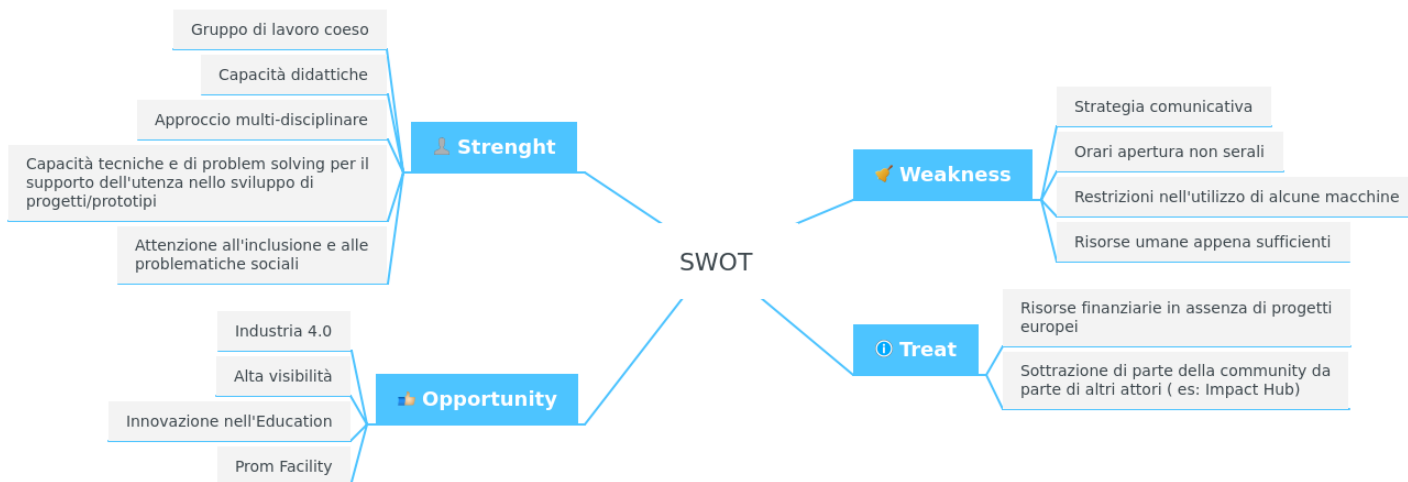 Gruppo di lavoro coeso
Capacità didattiche
Approccio multi-disciplinare
Capacità tecniche e di problem solving per il
supporto dell'utenza nello sviluppo di
progetti/prototipi
Attenzione all'inclusione e alle
problematiche sociali
Strenght
Industria 4.0
Alta visibilità
Innovazione nell'Education
Prom Facility
Opportunity
SWOT
Weakness
Strategia comunicativa
Orari apertura non serali
Restrizioni nell'utilizzo di alcune macchine
Risorse umane appena sufficienti
Treat
Risorse finanziarie in assenza di progetti
europei
Sottrazione di parte della community da
parte di altri attori ( es: Impact Hub)